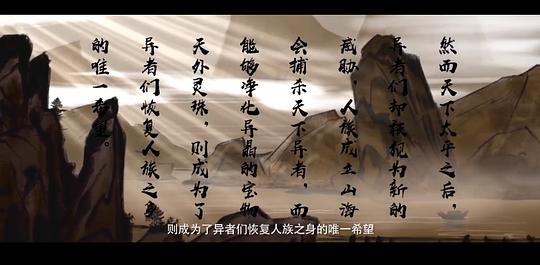 然而天下太平之后，
异者们却被视为新的
威胁，人族成立山海
会捕杀天下异者，而
能够净化异晶的宝物
天外灵珠，则成为了
异者们恢复人族之身
的唯一希望。
则成为了异者们恢复人族之身的唯一希望